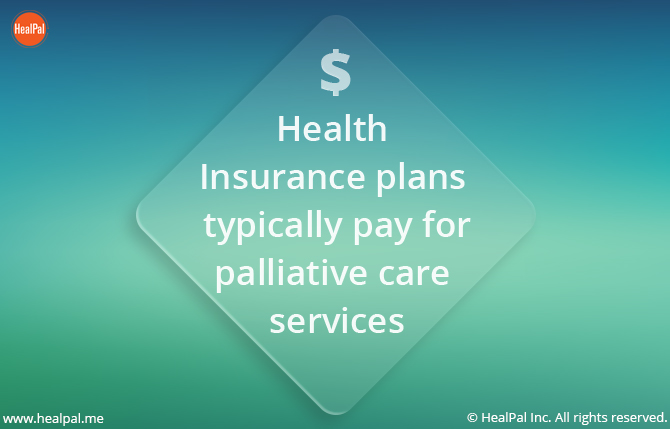 HealPal
$
Health
Insurance plans
typically pay for
palliative care
services
www.healpal.me
© HealPal Inc. All rights reserved.